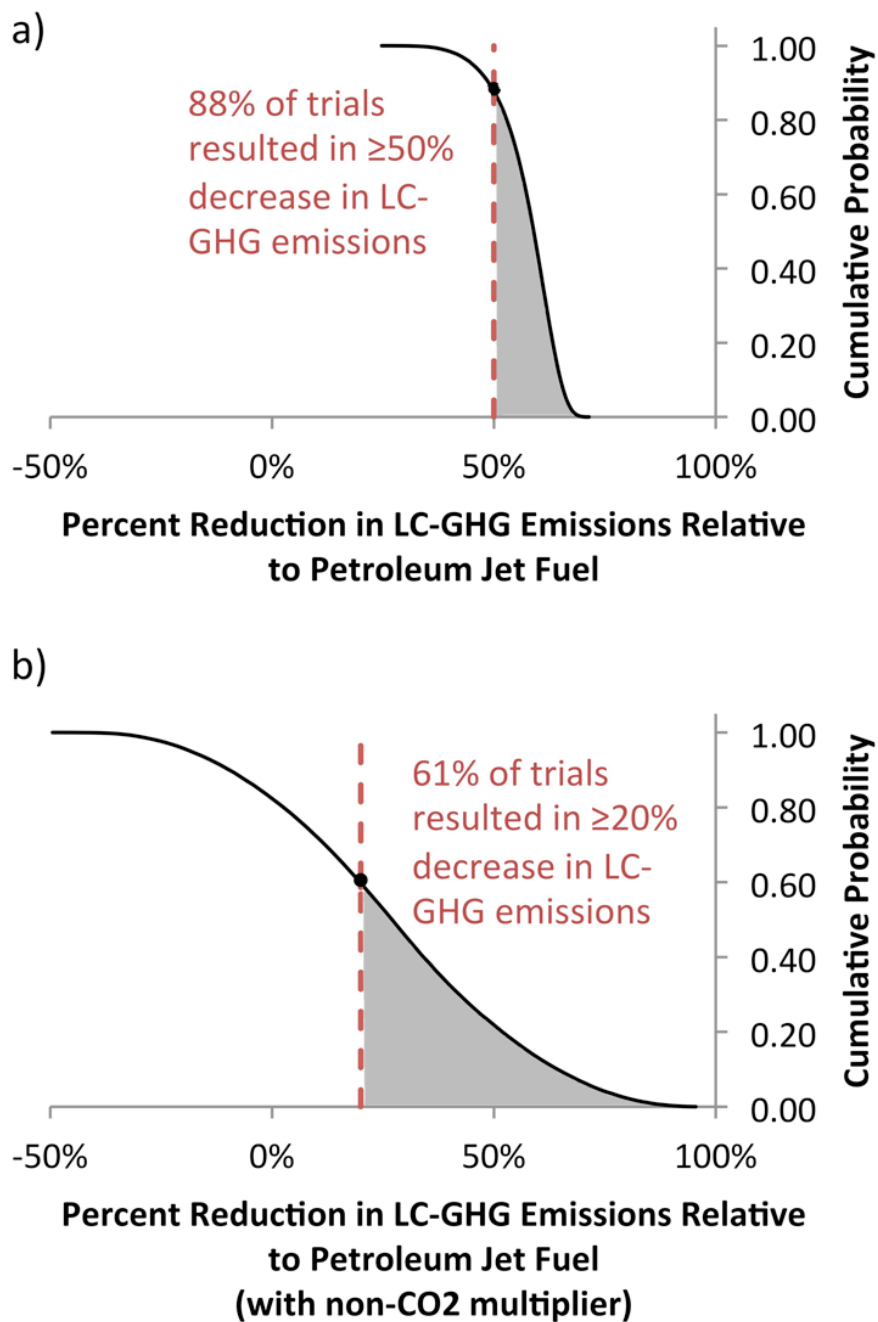 a)
88% of trials
resulted in ≥50%
decrease in LC-
GHG emissions
1.00
0.80
0.60
0.40
0.20
0.00
Cumulative Probability
-50% 0% 50% 100%
Percent Reduction in LC-GHG Emissions Relative
to Petroleum Jet Fuel
b)
61% of trials
resulted in ≥20%
decrease in LC-
GHG emissions
1.00
0.80
0.60
0.40
0.20
0.00
Cumulative Probability
-50% 0% 50% 100%
Percent Reduction in LC-GHG Emissions Relative
to Petroleum Jet Fuel
(with non-CO2 multiplier)